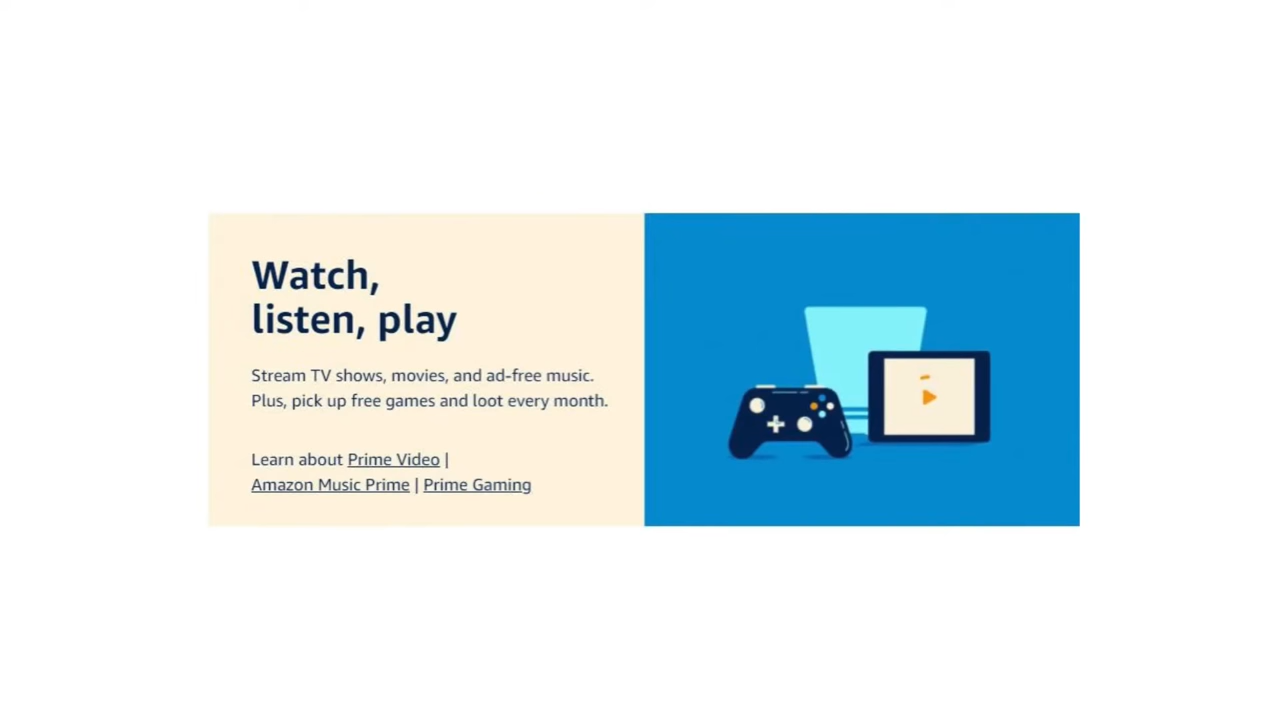 Watch,
listen, play
Stream TV shows, movies, and ad-free music.
Plus, pick up free games and loot every month.
Learn about Prime Video |
Amazon Music Prime | Prime Gaming